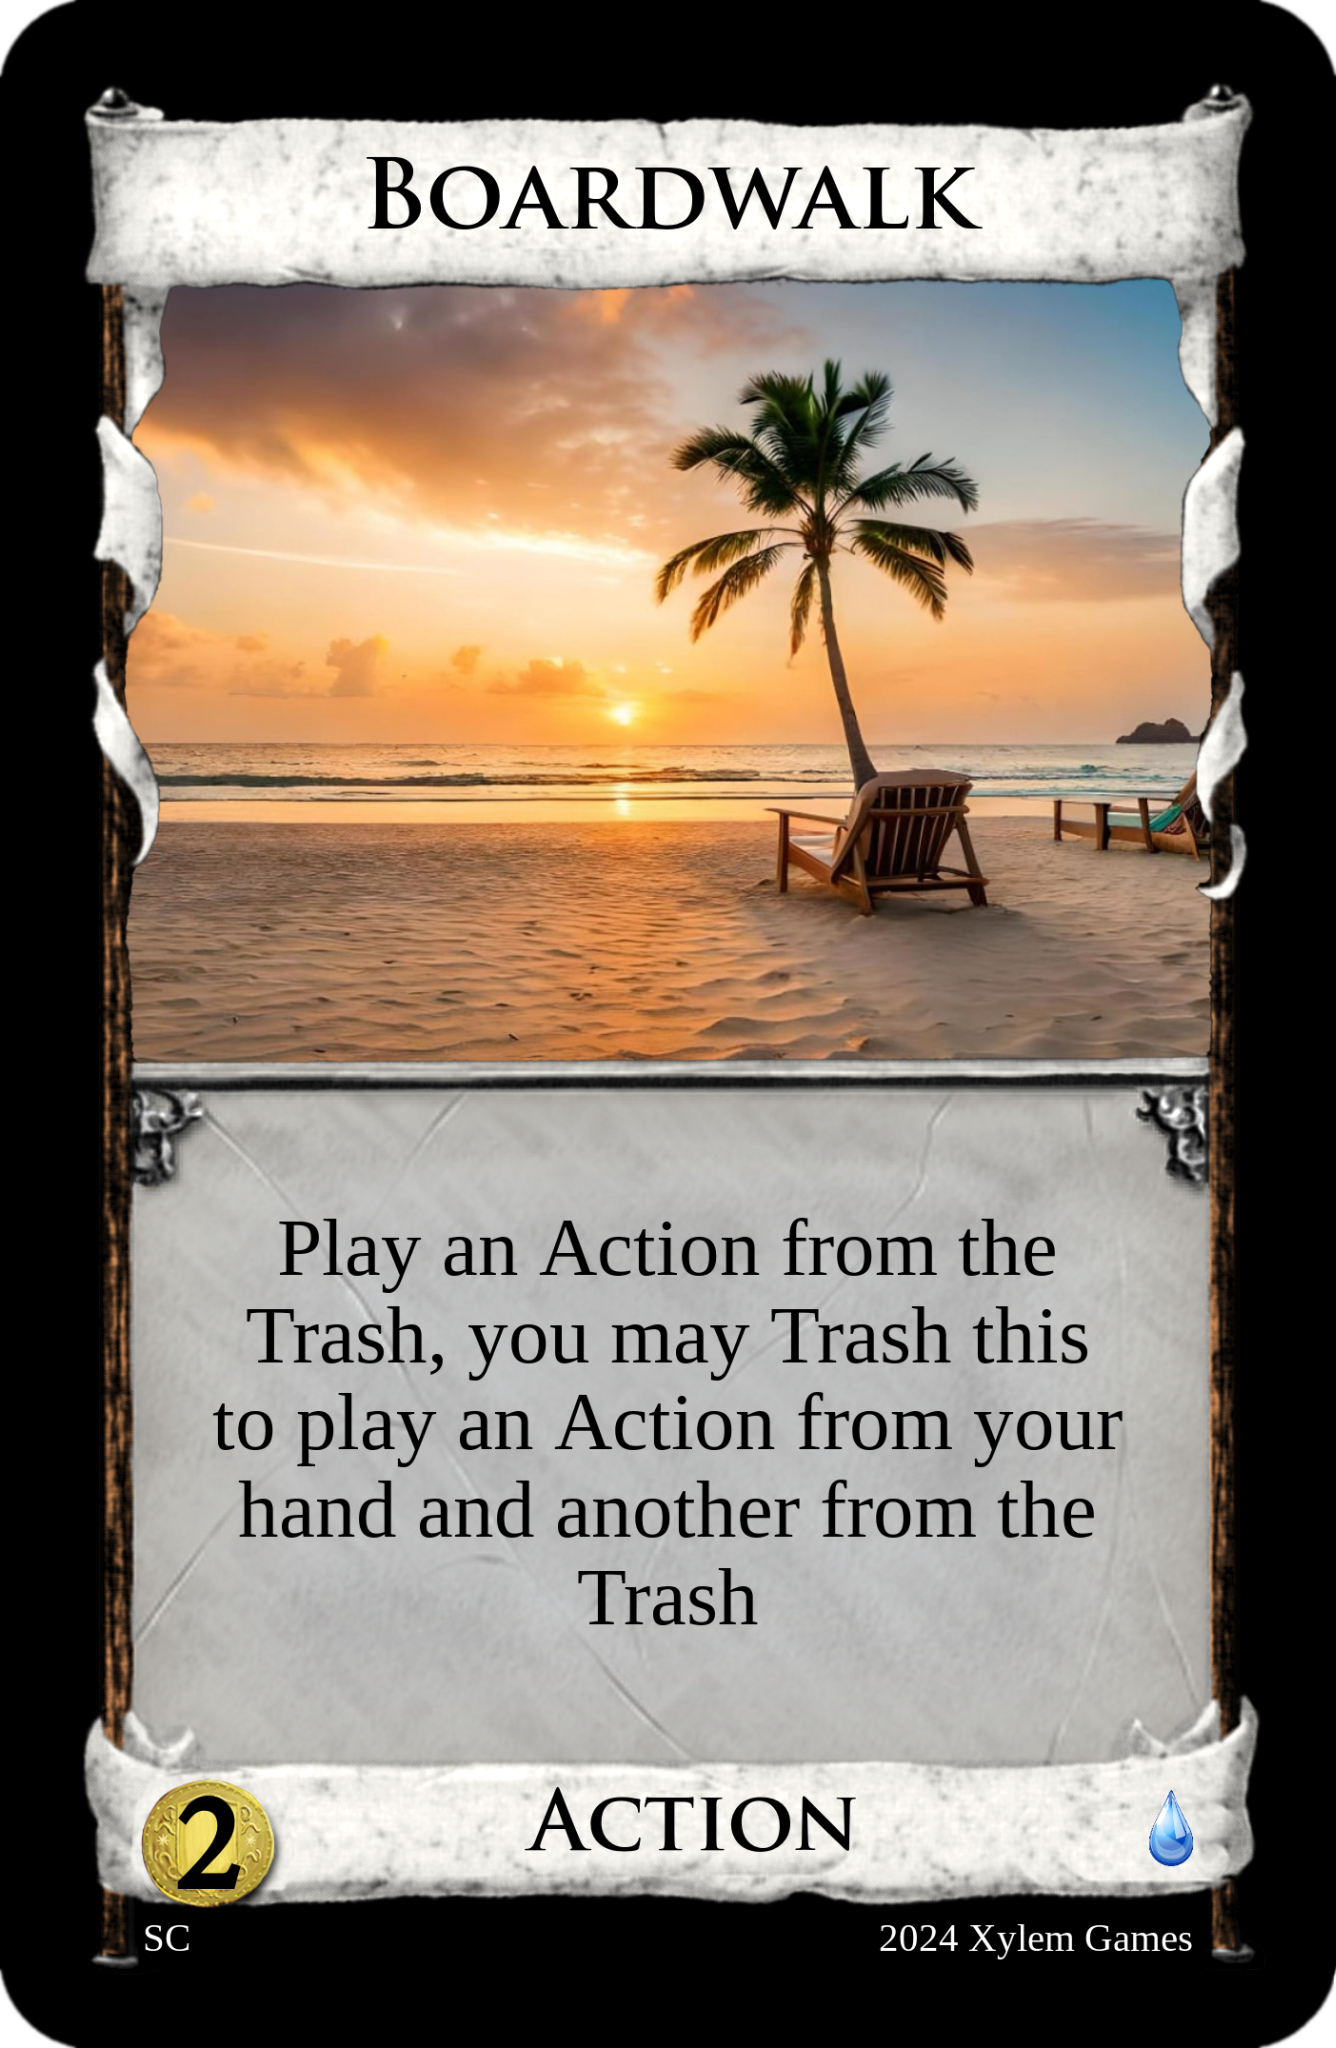 BOARDWALK
Play an Action from the
Trash, you may Trash this
to play an Action from your
hand and another from the
Trash
2
ACTION
SC
2024 Xylem Games